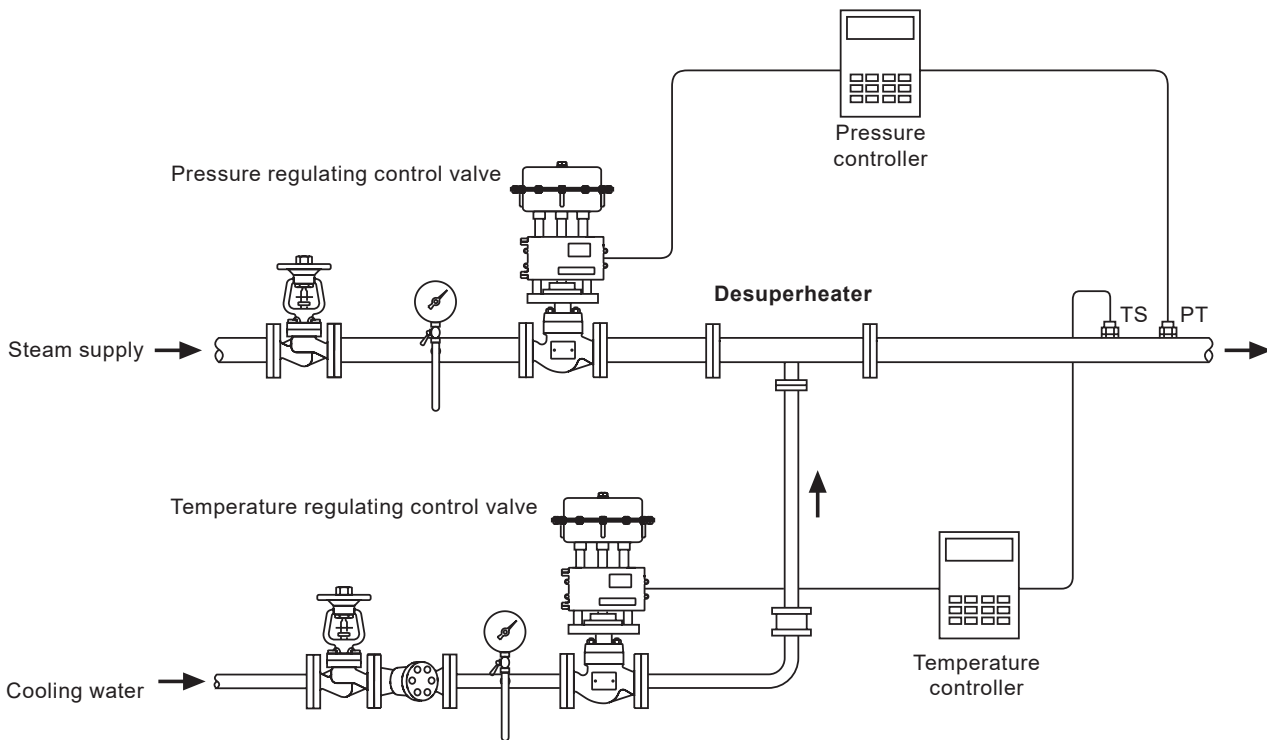 Pressure
controller
Pressure regulating control valve
Desuperheater
TS
PT
Steam supply
Temperature regulating control valve
Temperature
controller
Cooling water